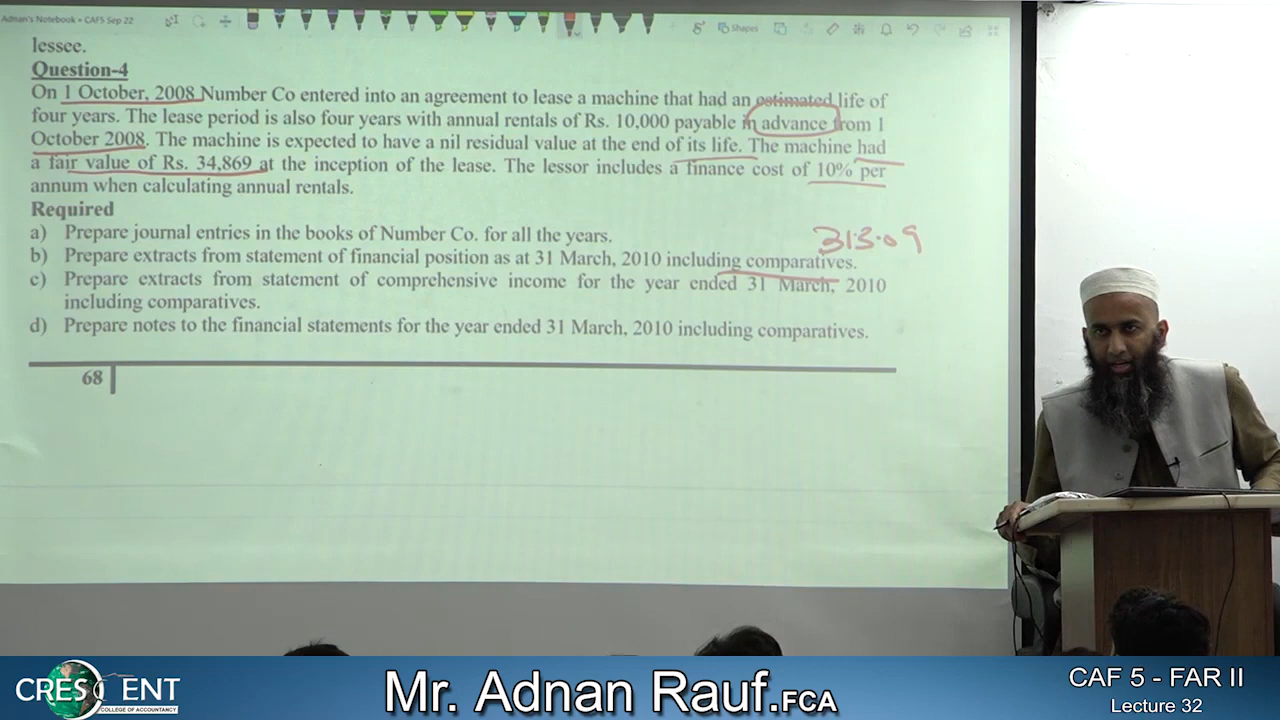 Adnan's Notebook • CAF5 Sep 22
Shapes
lessee.
Question-4
On 1 October, 2008 Number Co entered into an agreement to lease a machine that had an estimated life of
four years. The lease period is also four years with annual rentals of Rs. 10,000 payable in advance from 1
October 2008. The machine is expected to have a nil residual value at the end of its life. The machine had
a fair value of Rs. 34,869 at the inception of the lease. The lessor includes a finance cost of 10% per
annum when calculating annual rentals.
Required
a) Prepare journal entries in the books of Number Co. for all the years.
31·3·09
b) Prepare extracts from statement of financial position as at 31 March, 2010 including comparatives.
c) Prepare extracts from statement of comprehensive income for the year ended 31 March, 2010
including comparatives.
d) Prepare notes to the financial statements for the year ended 31 March, 2010 including comparatives.
68
CRESCENT
COLLEGE OF ACCOUNTANCY
Mr. Adnan Rauf.FCA
CAF 5 - FAR II
Lecture 32